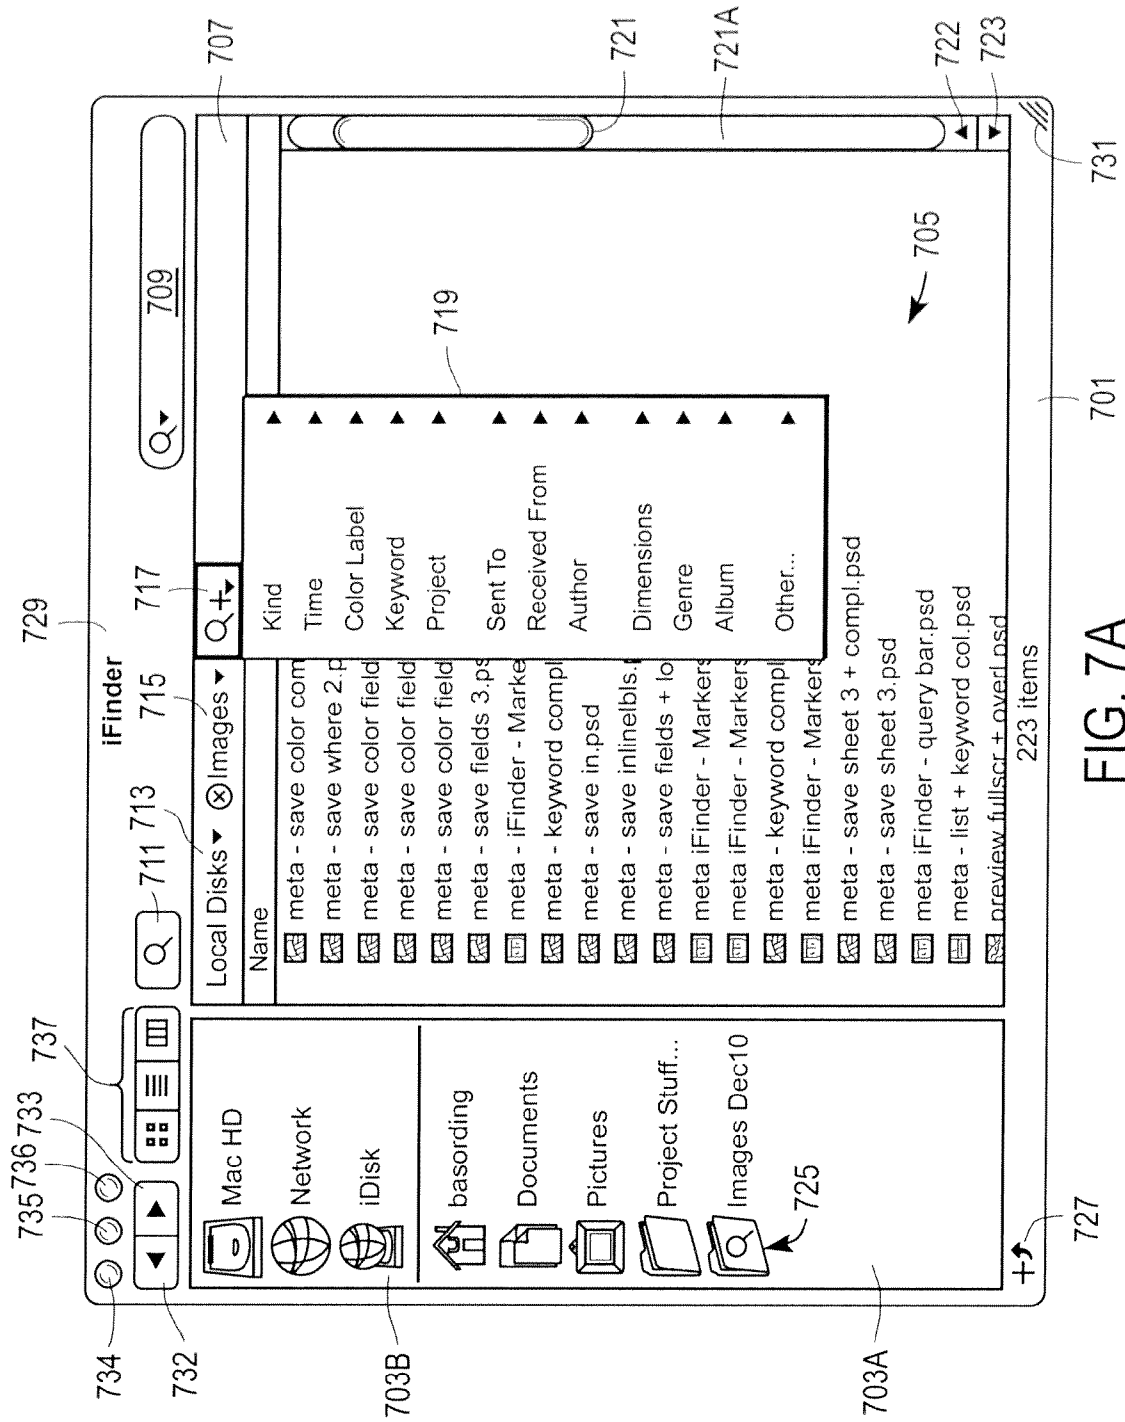 729
iFinder
734
735
736
733
737
711
713
715
717
707
732
709
Local Disks
Images
Name
Mac HD
Network
iDisk
703B
basording
Documents
Pictures
Project Stuff...
Images Dec10
725
703A
meta - save color com
meta - save where 2.p
meta - save color field
meta - save color field
meta - save color field
meta - save fields 3.ps
meta - iFinder - Marke
meta - keyword compl
meta - save in.psd
meta - save inlinelbls.
meta - save fields + lo
meta iFinder - Markers
meta iFinder - Markers
meta - keyword compl
meta iFinder - Markers
meta - save sheet 3 + compl.psd
meta - save sheet 3.psd
meta iFinder - query bar.psd
meta - list + keyword col.psd
preview fullscr + overl.psd
Kind
Time
Color Label
Keyword
Project
Sent To
Received From
Author
Dimensions
Genre
Album
Other...
719
705
721
721A
722
723
731
727
223 items
701
FIG. 7A